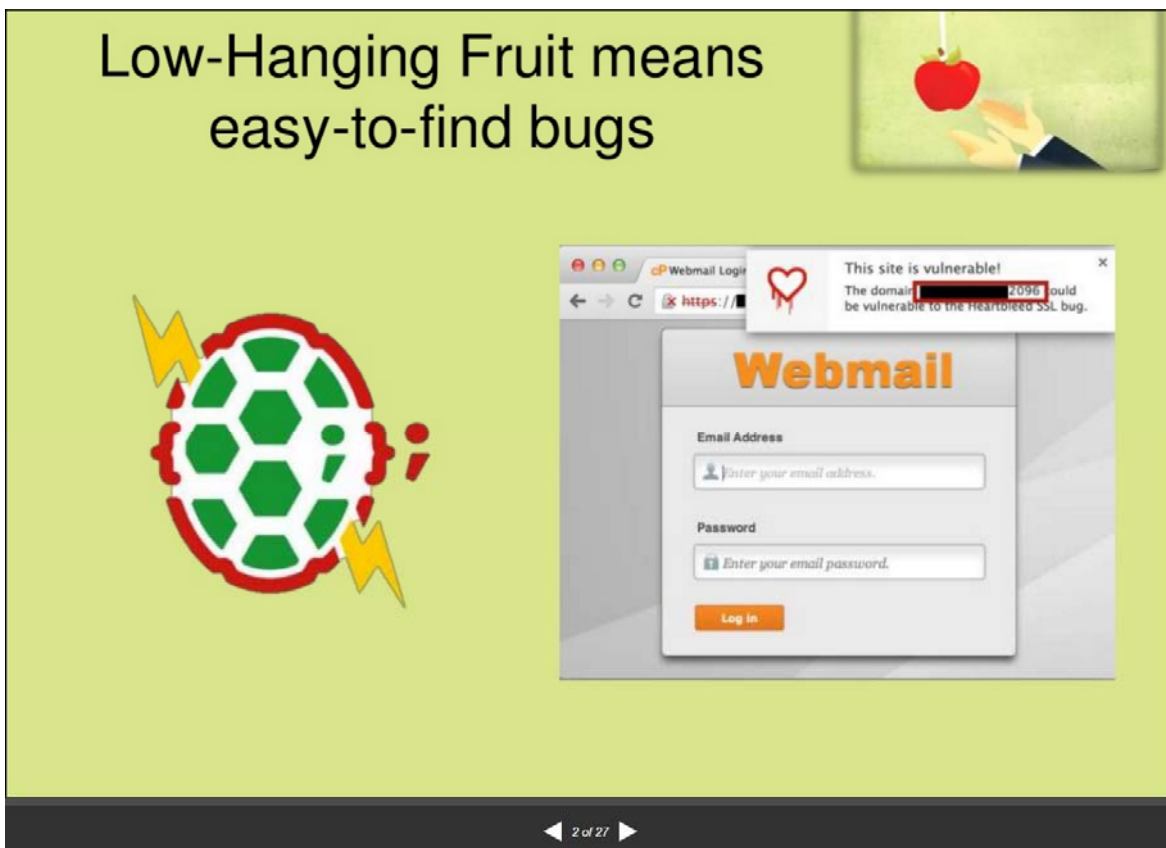 Low-Hanging Fruit means
easy-to-find bugs
cP Webmail Login
This site is vulnerable!
The domain 2096 could
be vulnerable to the Heartbleed SSL bug.
https://
Webmail
Email Address
Enter your email address.
Password
Enter your email password.
Log in
2 of 27